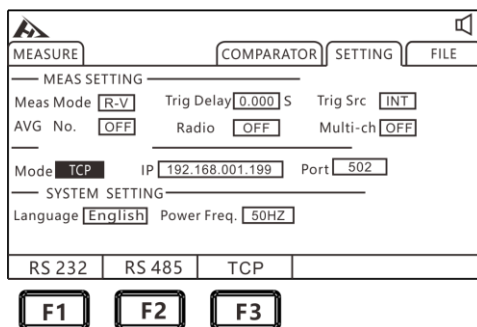 MEASURE COMPARATOR SETTING FILE
MEAS SETTING
Meas Mode R-V Trig Delay 0.000 S Trig Src INT
AVG No. OFF Radio OFF Multi-ch OFF
Mode TCP IP 192.168.001.199 Port 502
SYSTEM SETTING
Language English Power Freq. 50HZ
RS 232 RS 485 TCP
F1 F2 F3